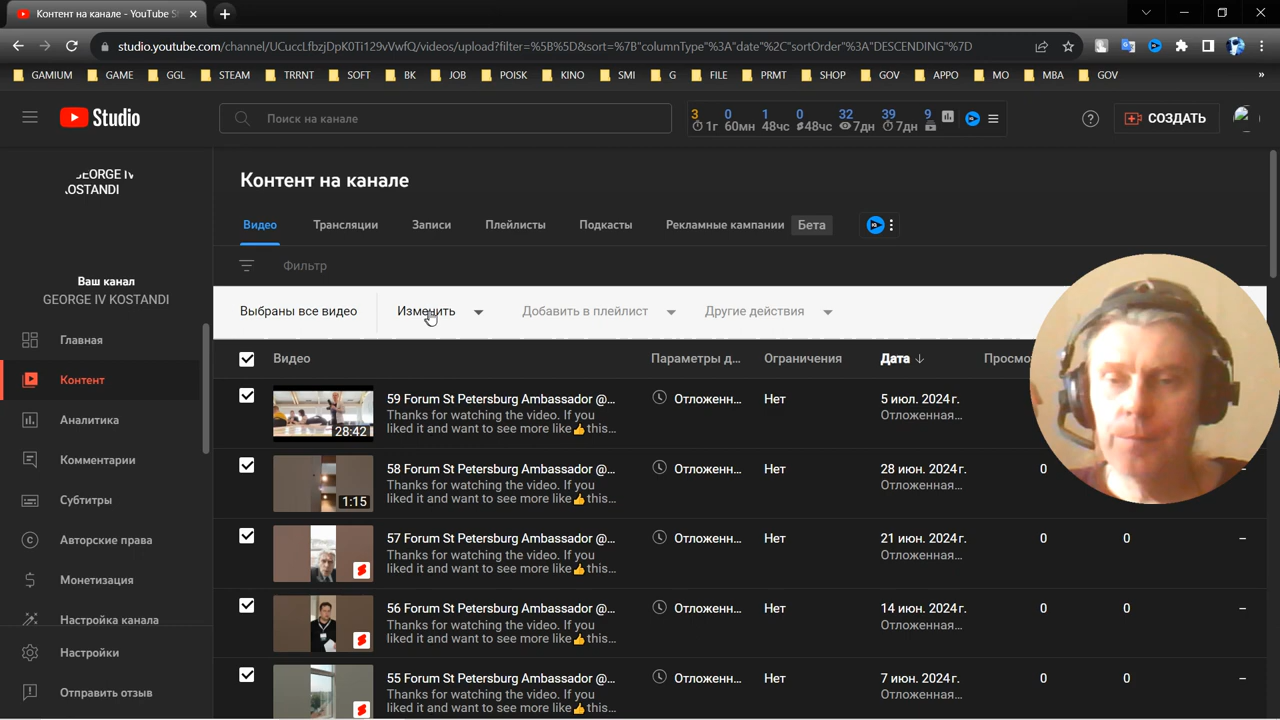 Контент на канале - YouTube S
studio.youtube.com/channel/UCuccLfbzjDpK0Ti129vVwfQ/videos/upload?filter=%5B%5D&sort=%7B"columnType"%3A"date"%2C"sortOrder"%3A"DESCENDING"%7D
GAMIUM GAME GGL STEAM TRRNT SOFT BK JOB POISK KINO SMI G FILE PRMT SHOP GOV APPO MO MBA GOV »
Studio
Поиск на канале
3 0 1 0 32 39 9
1г 60мн 48чс 48чс 7дн 7дн
СОЗДАТЬ
Контент на канале
Видео Трансляции Записи Плейлисты Подкасты Рекламные кампании Бета
Фильтр
Ваш канал
GEORGE IV KOSTANDI
Главная
Контент
Аналитика
Комментарии
Субтитры
Авторские права
Монетизация
Настройка канала
Настройки
Отправить отзыв
Выбраны все видео Изменить Добавить в плейлист Другие действия
Видео Параметры д... Ограничения Дата
59 Forum St Petersburg Ambassador @... Отложенн... Нет 5 июл. 2024 г.
Thanks for watching the video. If you Отложенная...
liked it and want to see more like👍this...
28:42
58 Forum St Petersburg Ambassador @... Отложенн... Нет 28 июн. 2024 г. 0
Thanks for watching the video. If you Отложенная...
liked it and want to see more like👍this...
1:15
57 Forum St Petersburg Ambassador @... Отложенн... Нет 21 июн. 2024 г. 0 0 –
Thanks for watching the video. If you Отложенная...
liked it and want to see more like👍this...
56 Forum St Petersburg Ambassador @... Отложенн... Нет 14 июн. 2024 г. 0 0 –
Thanks for watching the video. If you Отложенная...
liked it and want to see more like👍this...
55 Forum St Petersburg Ambassador @... Отложенн... Нет 7 июн. 2024 г. 0 0 –
Thanks for watching the video. If you Отложенная...
liked it and want to see more like👍this...